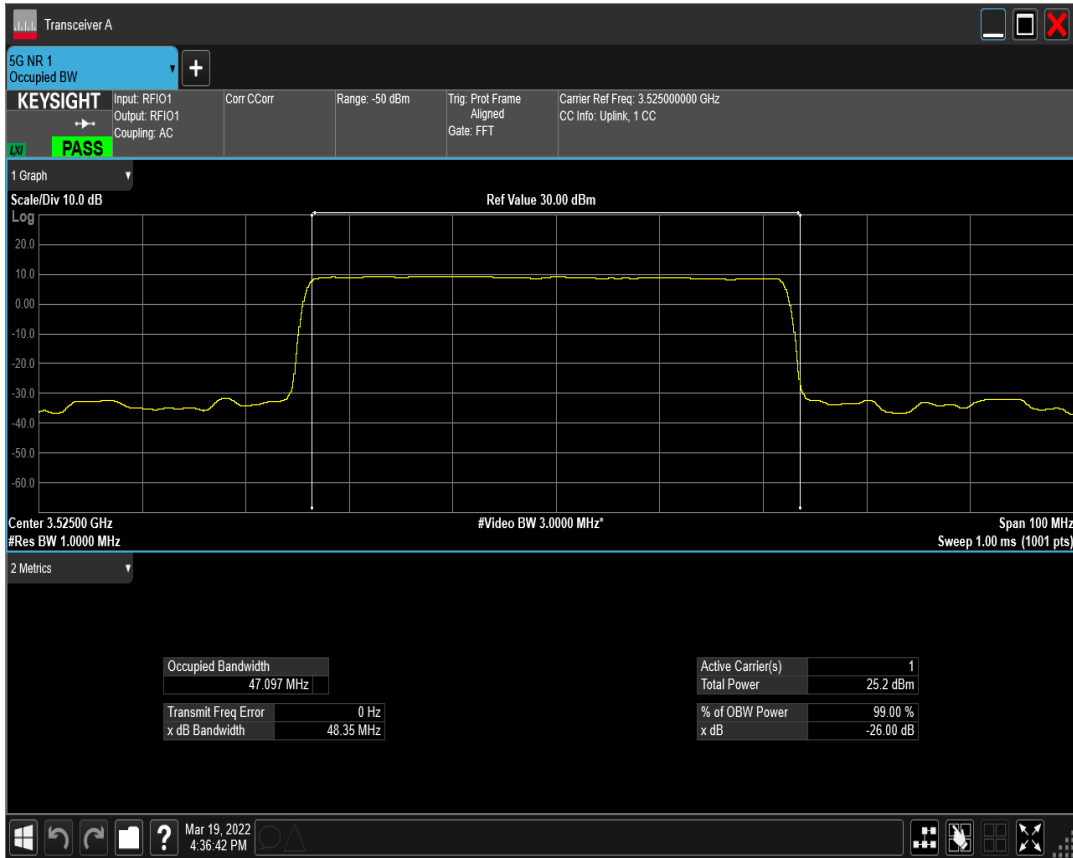 Transceiver A
5G NR 1
Occupied BW
KEYSIGHT
LXI
PASS
Input: RFIO1
Output: RFIO1
Coupling: AC
Corr CCorr
Range: -50 dBm
Trig: Prot Frame
Aligned
Gate: FFT
Carrier Ref Freq: 3.525000000 GHz
CC Info: Uplink, 1 CC
1 Graph
Scale/Div 10.0 dB
Ref Value 30.00 dBm
Log
20.0
10.0
0.00
-10.0
-20.0
-30.0
-40.0
-50.0
-60.0
Center 3.52500 GHz
#Video BW 3.0000 MHz*
Span 100 MHz
#Res BW 1.0000 MHz
Sweep 1.00 ms (1001 pts)
2 Metrics
Occupied Bandwidth
47.097 MHz
Transmit Freq Error 0 Hz
x dB Bandwidth 48.35 MHz
Active Carrier(s) 1
Total Power 25.2 dBm
% of OBW Power 99.00 %
x dB -26.00 dB
?
Mar 19, 2022
4:36:42 PM